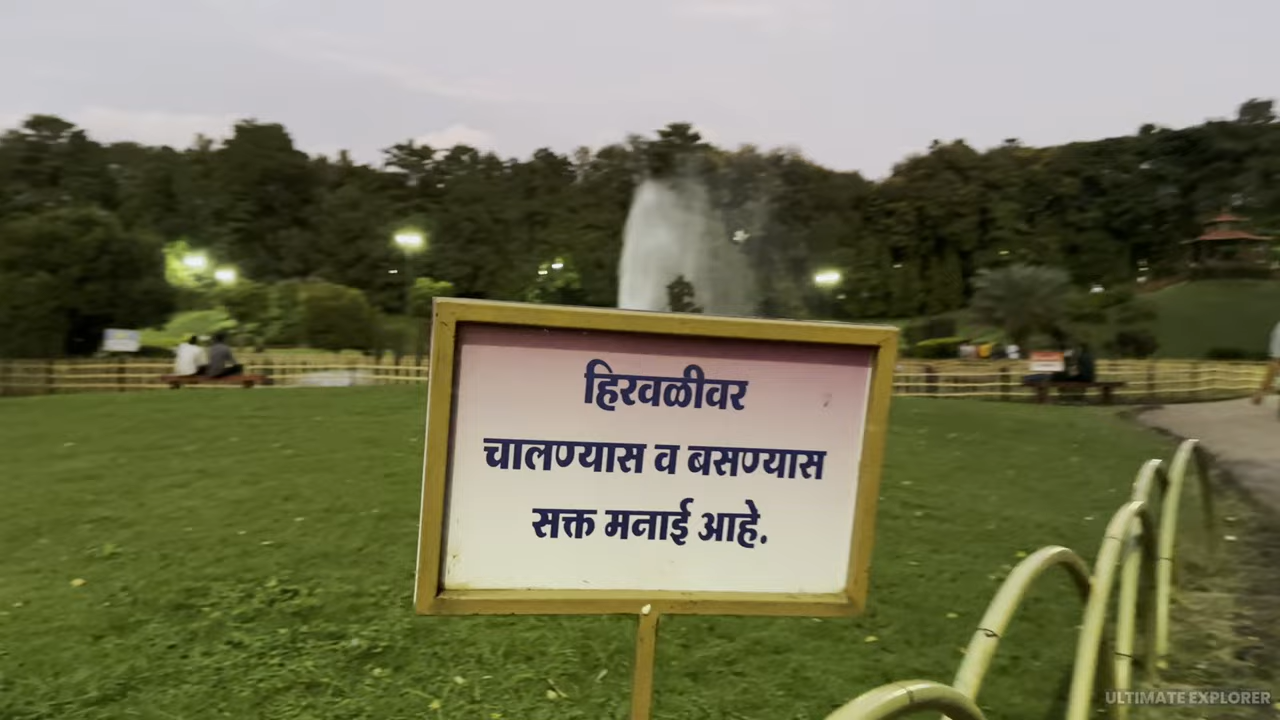 हिरवळीवर
चालण्यास व बसण्यास
सक्त मनाई आहे.
ULTIMATE EXPLORER